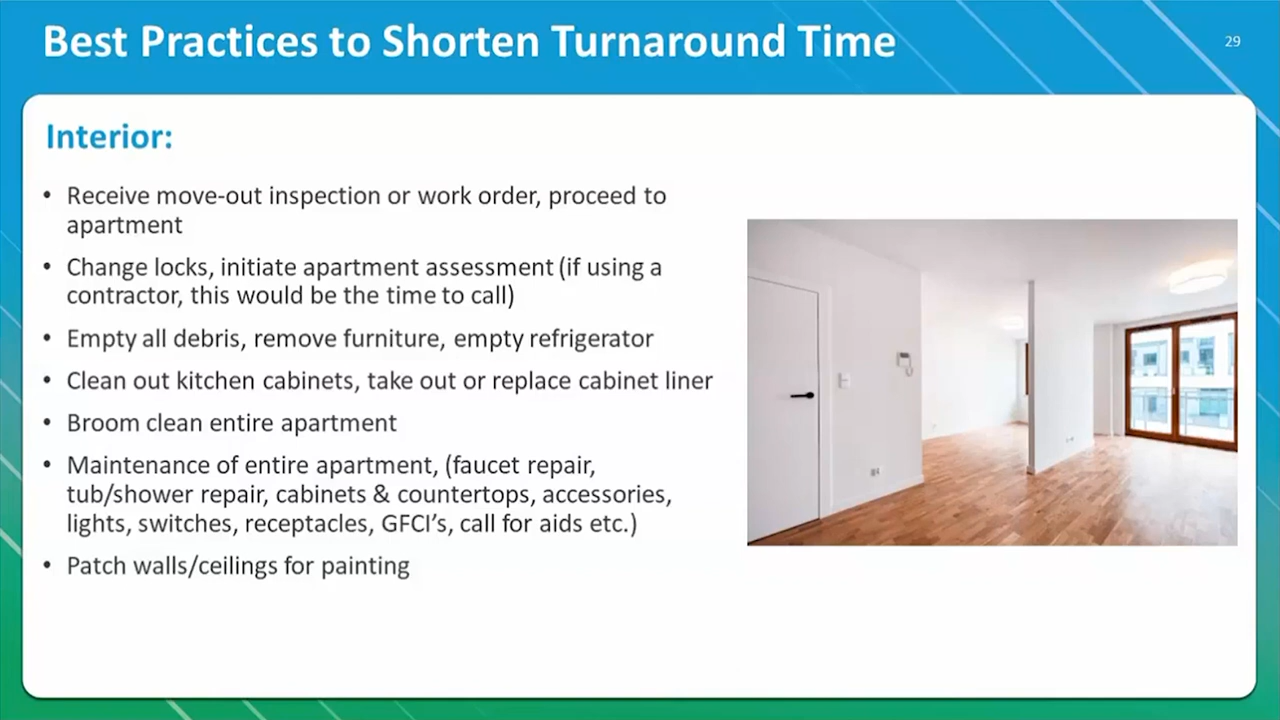 Best Practices to Shorten Turnaround Time
29
Interior:
• Receive move-out inspection or work order, proceed to
apartment
• Change locks, initiate apartment assessment (if using a
contractor, this would be the time to call)
• Empty all debris, remove furniture, empty refrigerator
• Clean out kitchen cabinets, take out or replace cabinet liner
• Broom clean entire apartment
• Maintenance of entire apartment, (faucet repair,
tub/shower repair, cabinets & countertops, accessories,
lights, switches, receptacles, GFCI’s, call for aids etc.)
• Patch walls/ceilings for painting